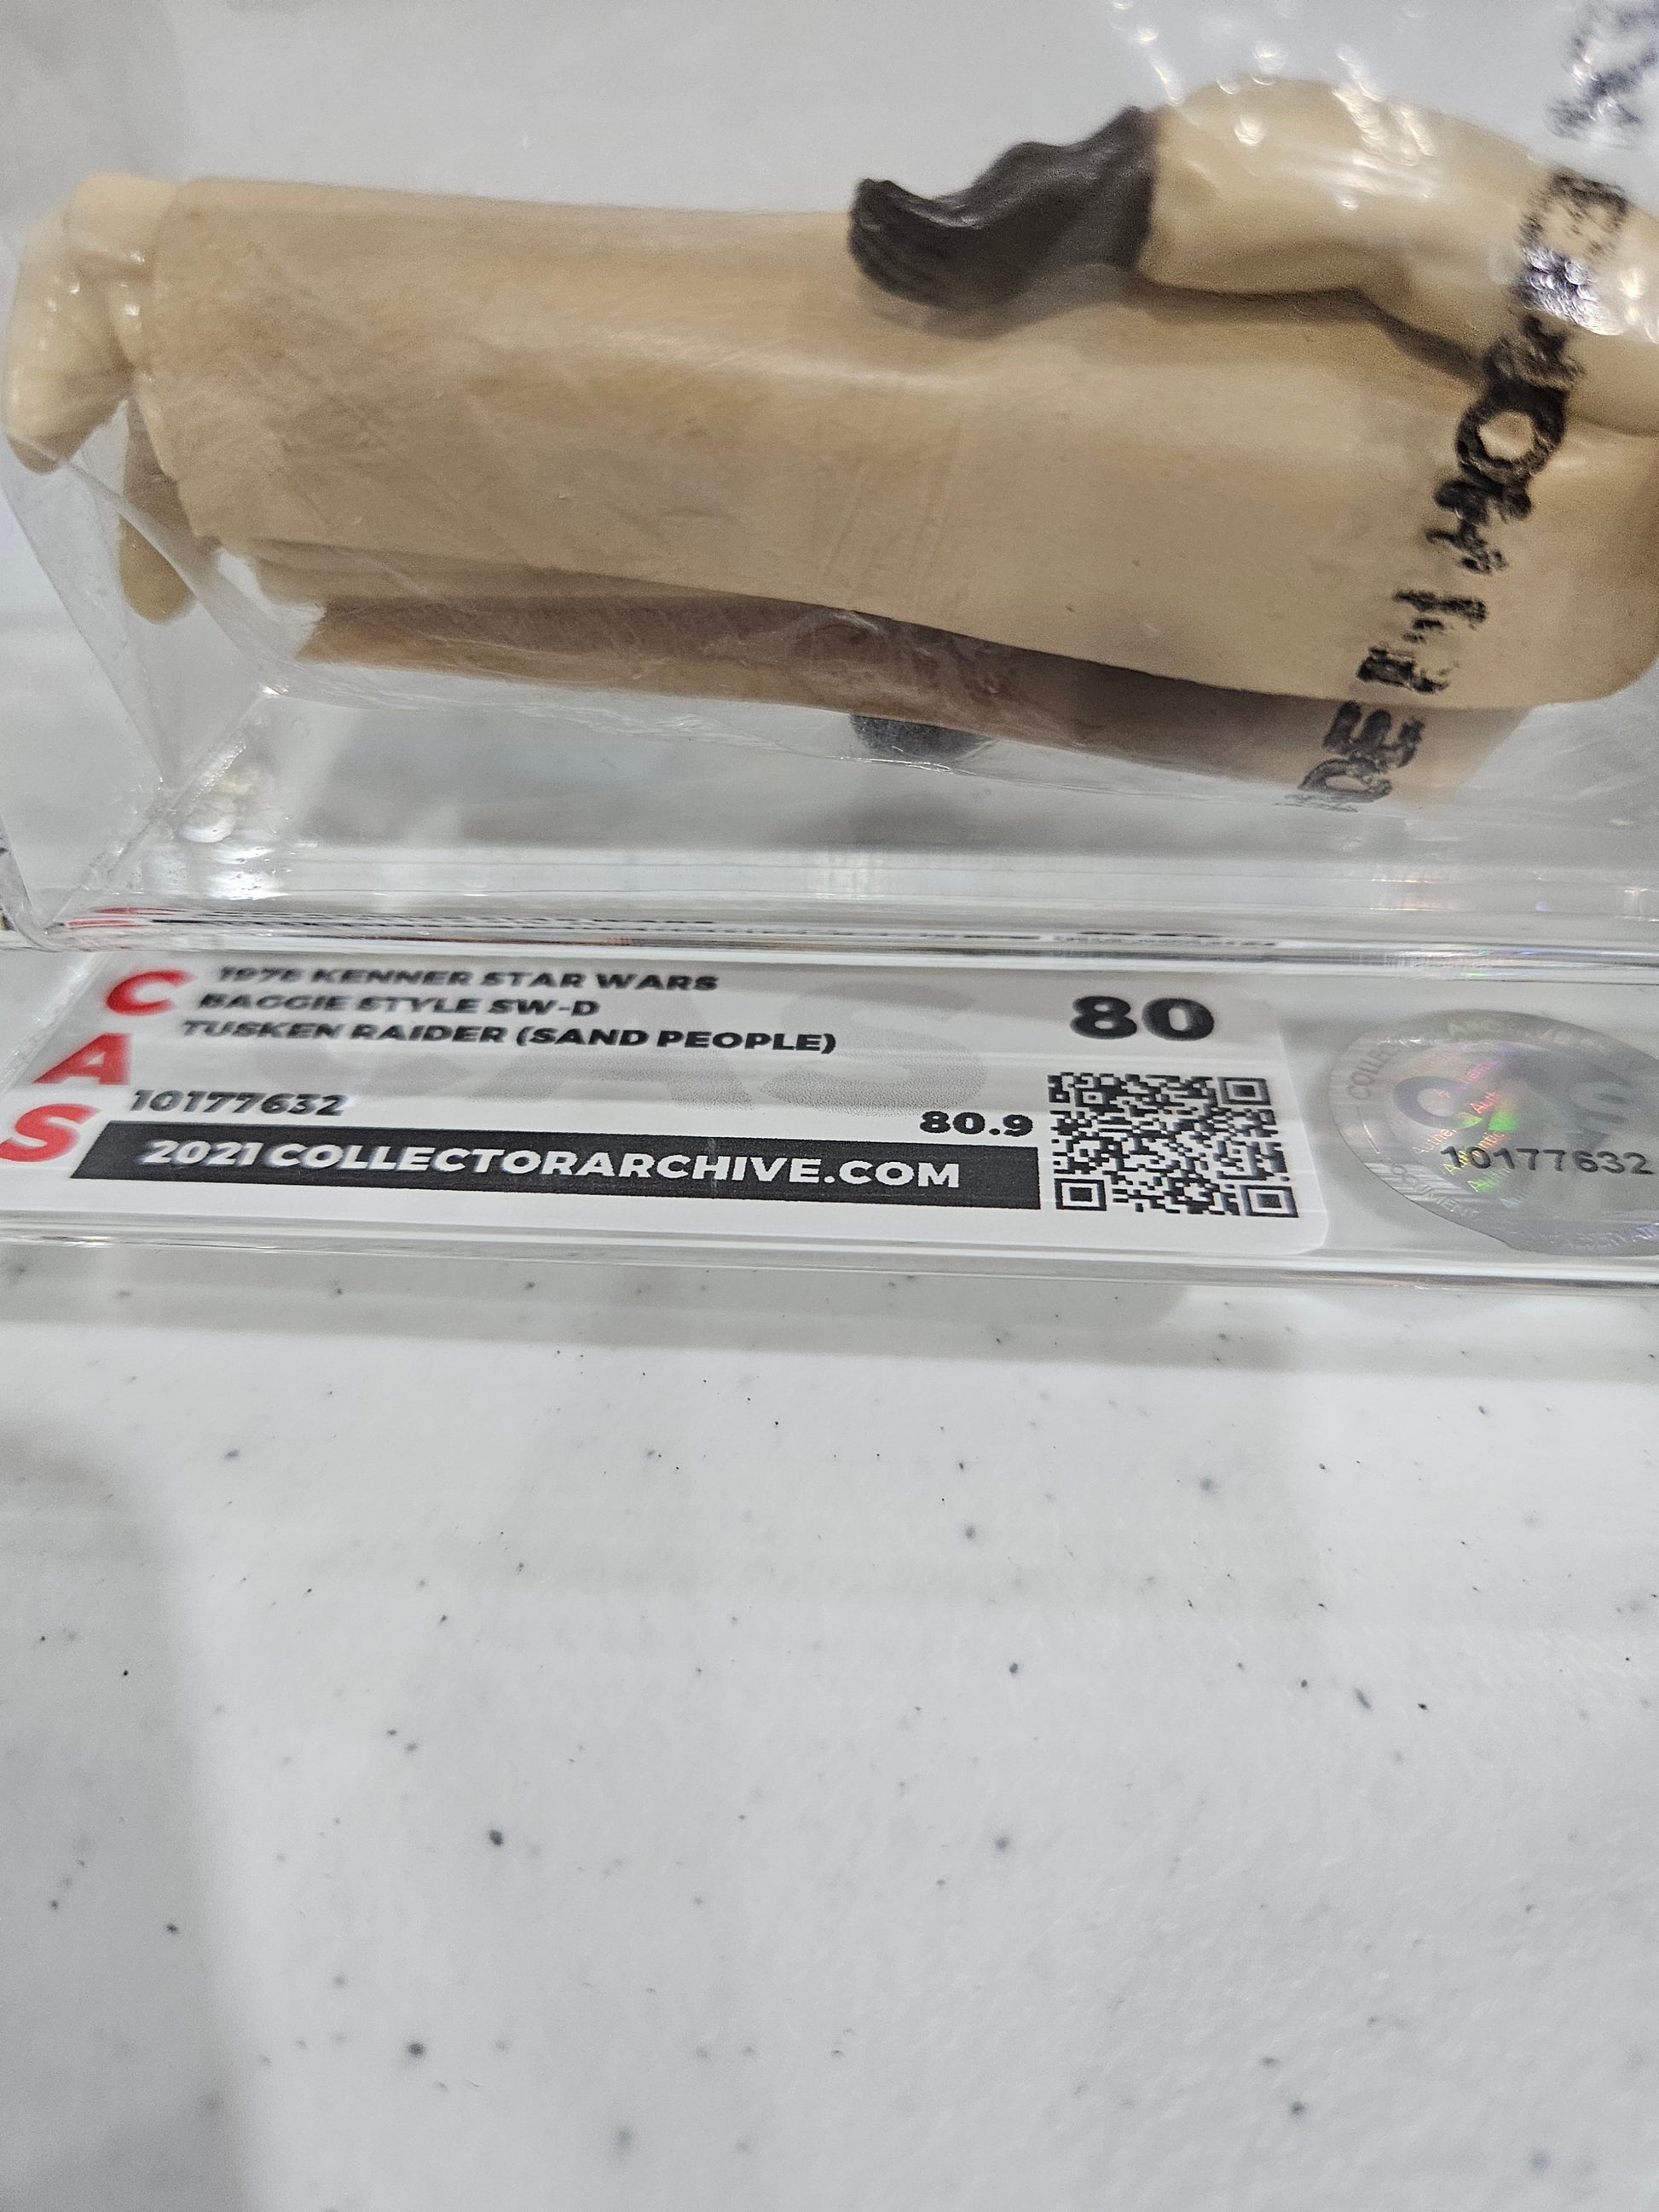 CAS
1978 KENNER STAR WARS
BAGGIE STYLE SW-D
TUSKEN RAIDER (SAND PEOPLE)
80
10177632
80.9
2021 COLLECTORARCHIVE.COM
10177632